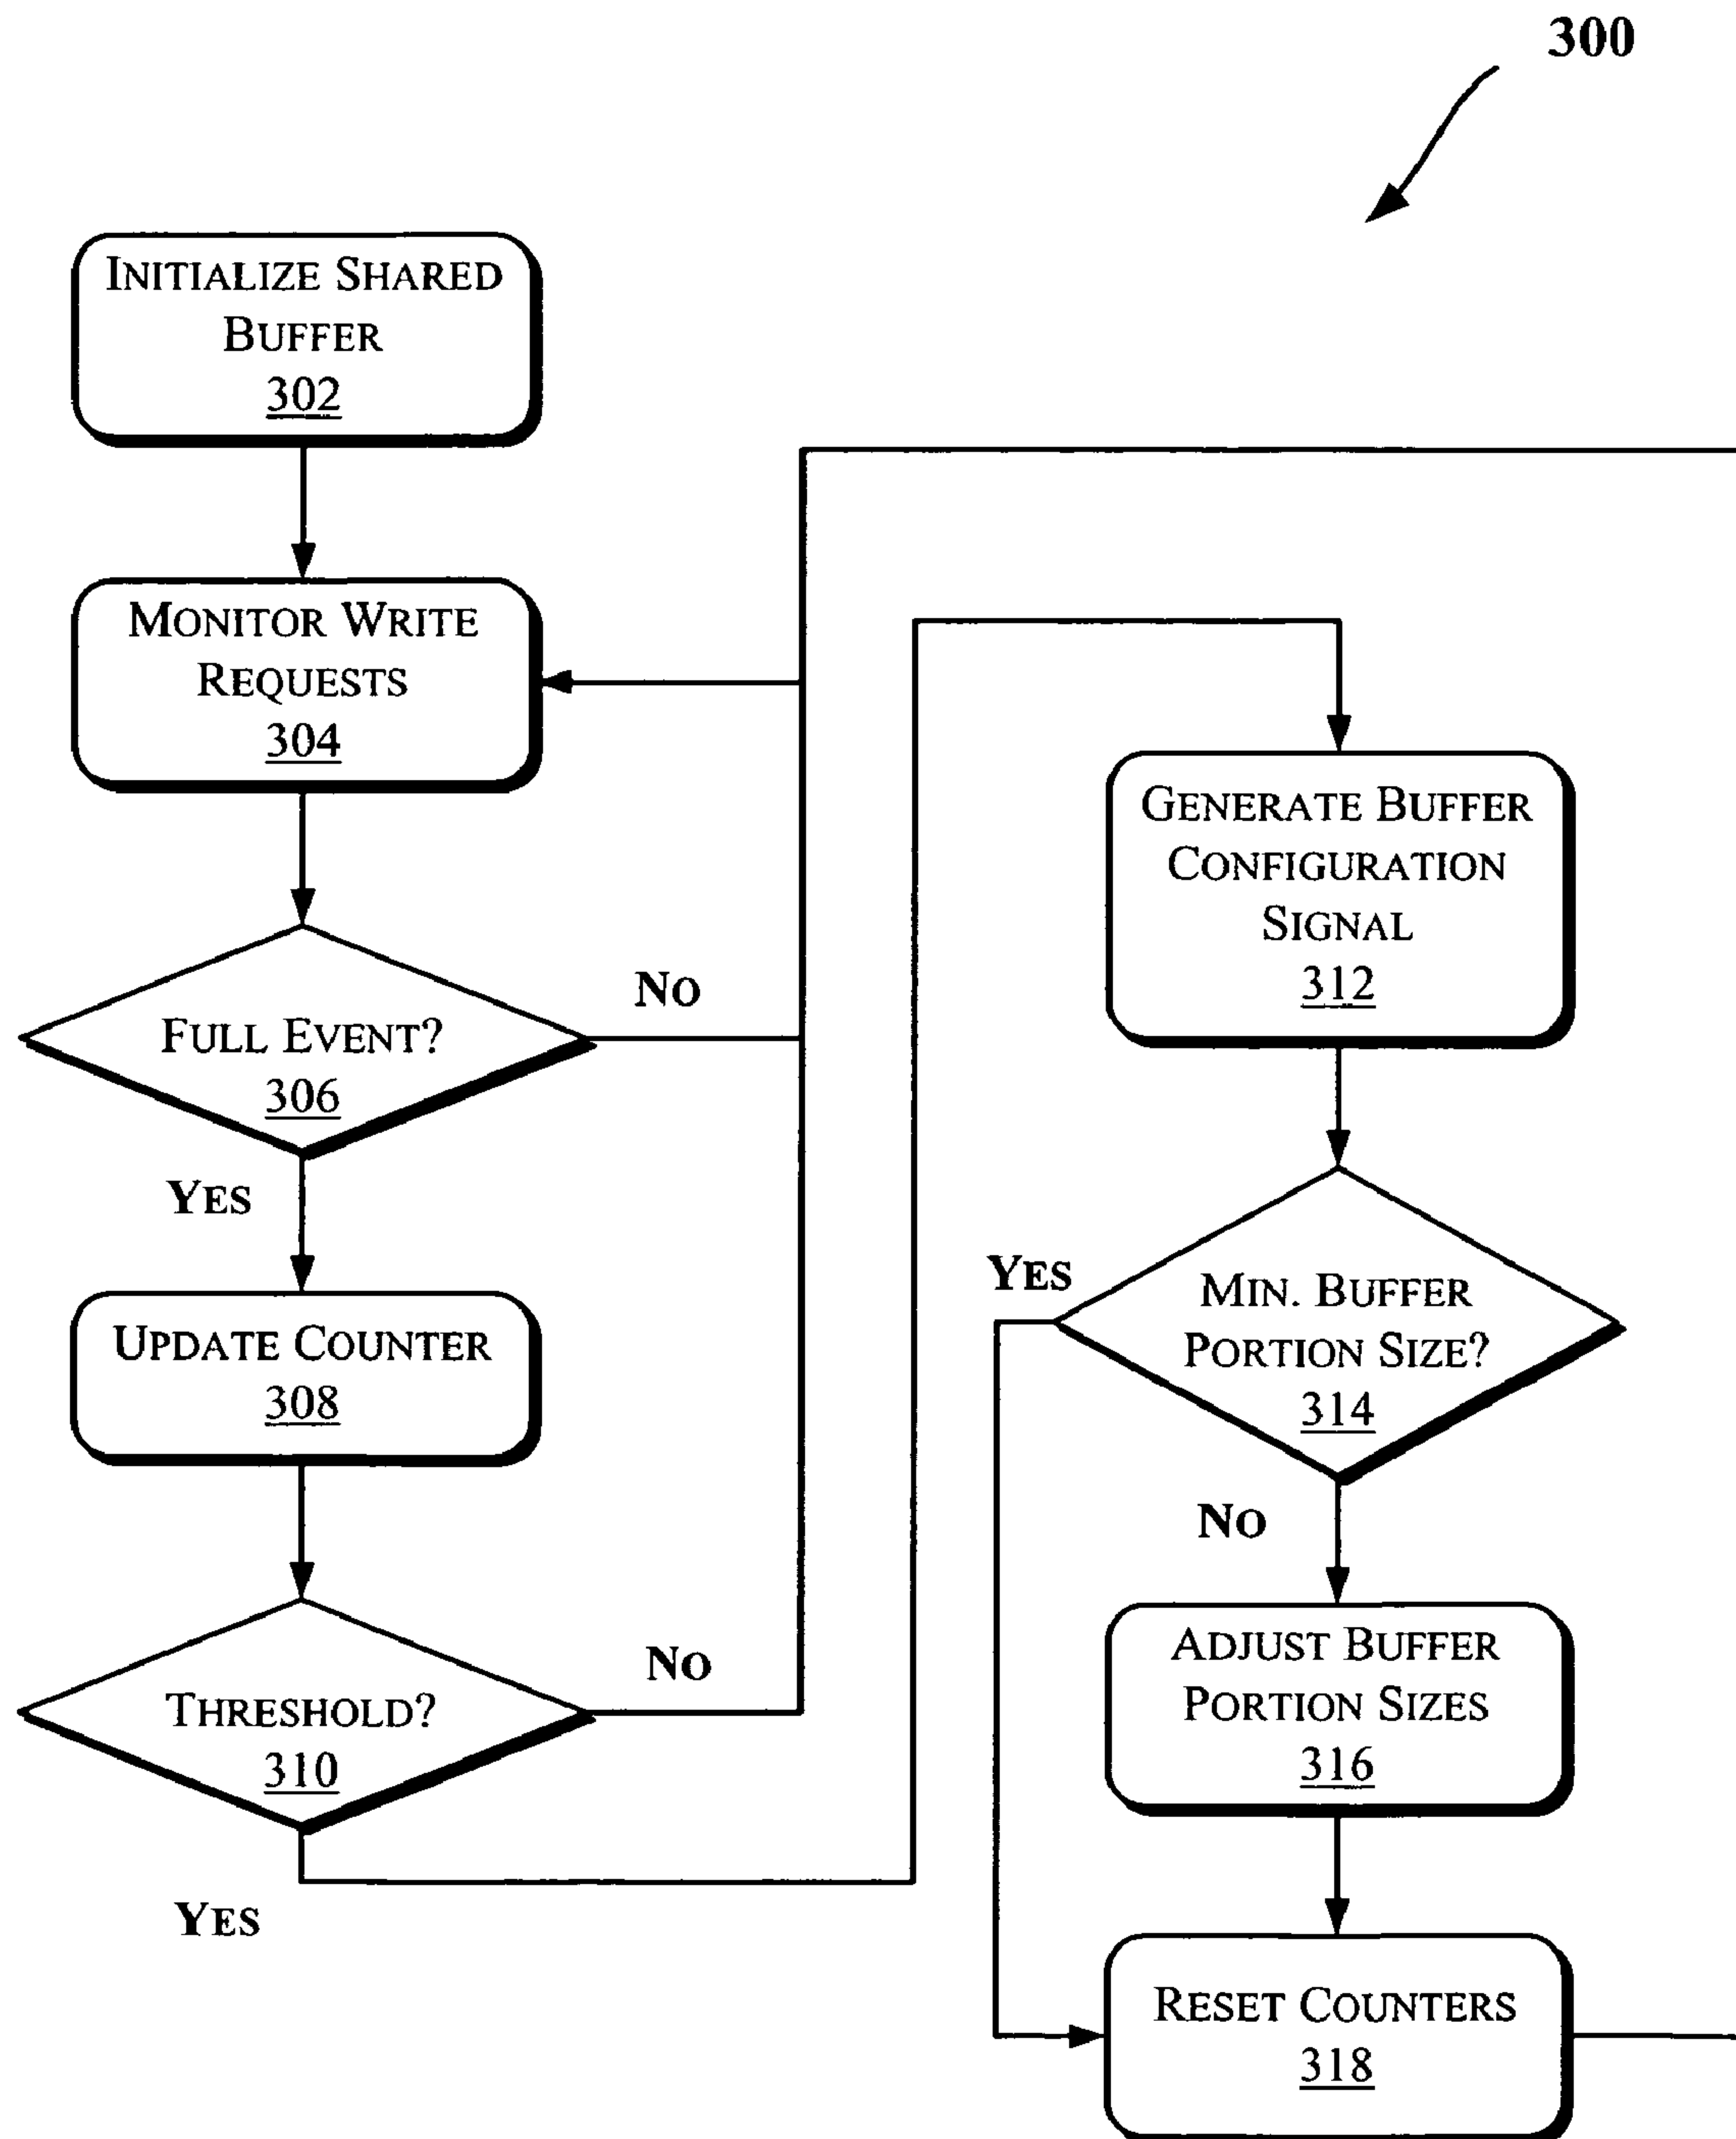 300
INITIALIZE SHARED
BUFFER
302
MONITOR WRITE
REQUESTS
304
FULL EVENT?
306
NO
YES
UPDATE COUNTER
308
THRESHOLD?
310
NO
YES
GENERATE BUFFER
CONFIGURATION
SIGNAL
312
MIN. BUFFER
PORTION SIZE?
314
YES
NO
ADJUST BUFFER
PORTION SIZES
316
RESET COUNTERS
318